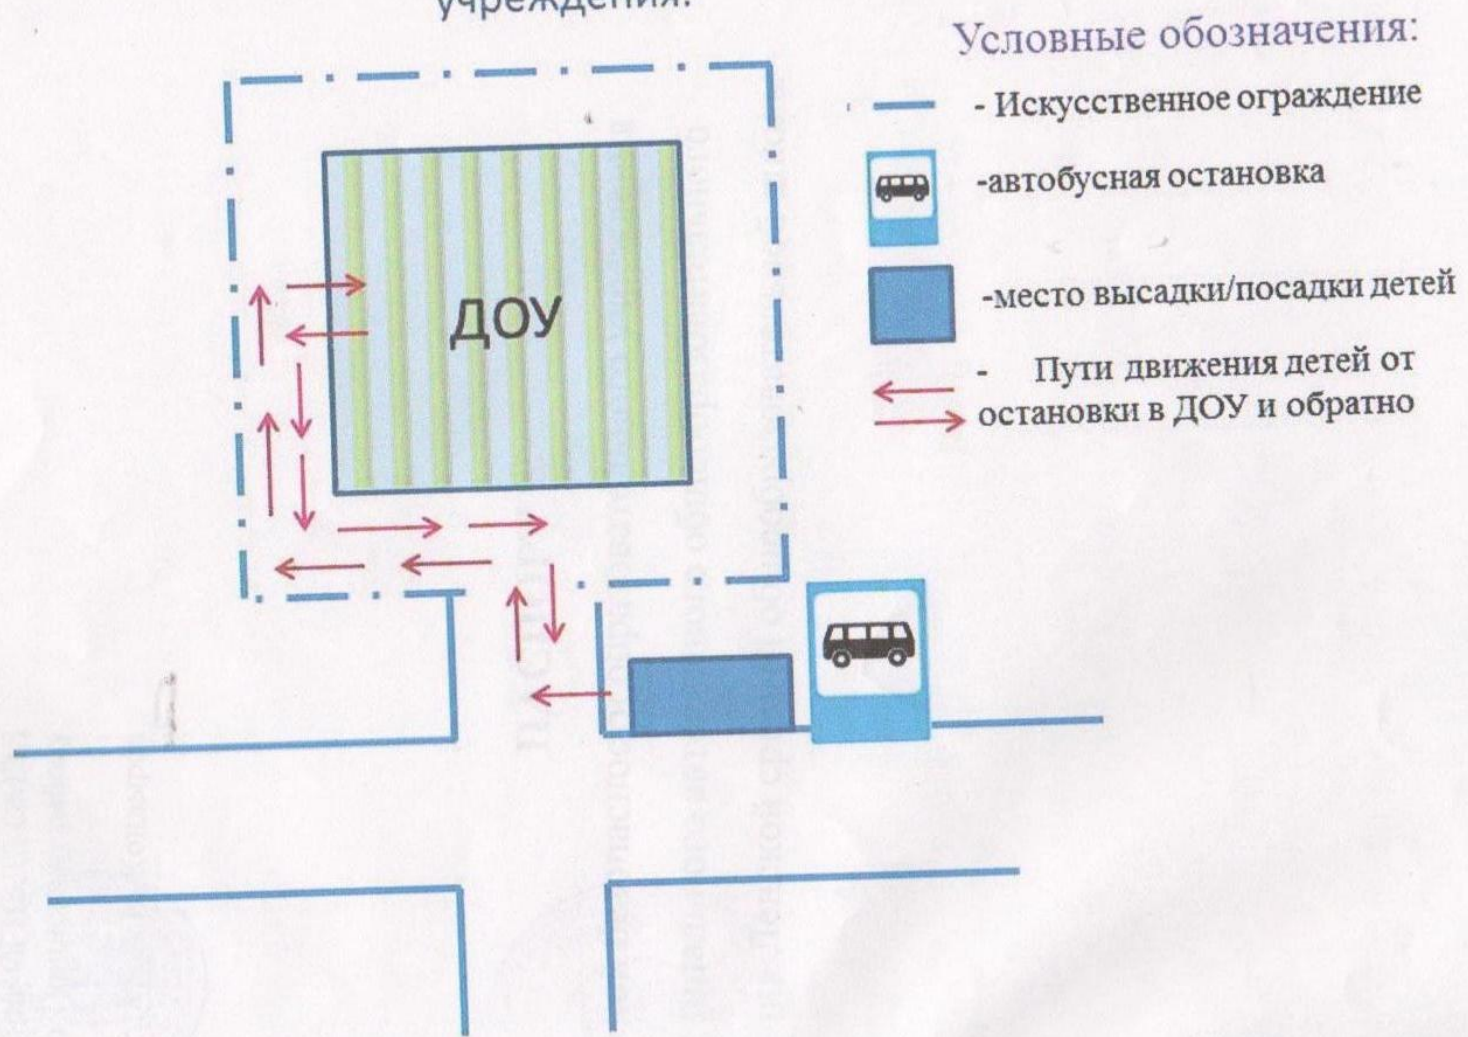 учреждения.
Условные обозначения:
- Искусственное ограждение
-автобусная остановка
-место высадки/посадки детей
- Пути движения детей от
остановки в ДОУ и обратно
ДОУ